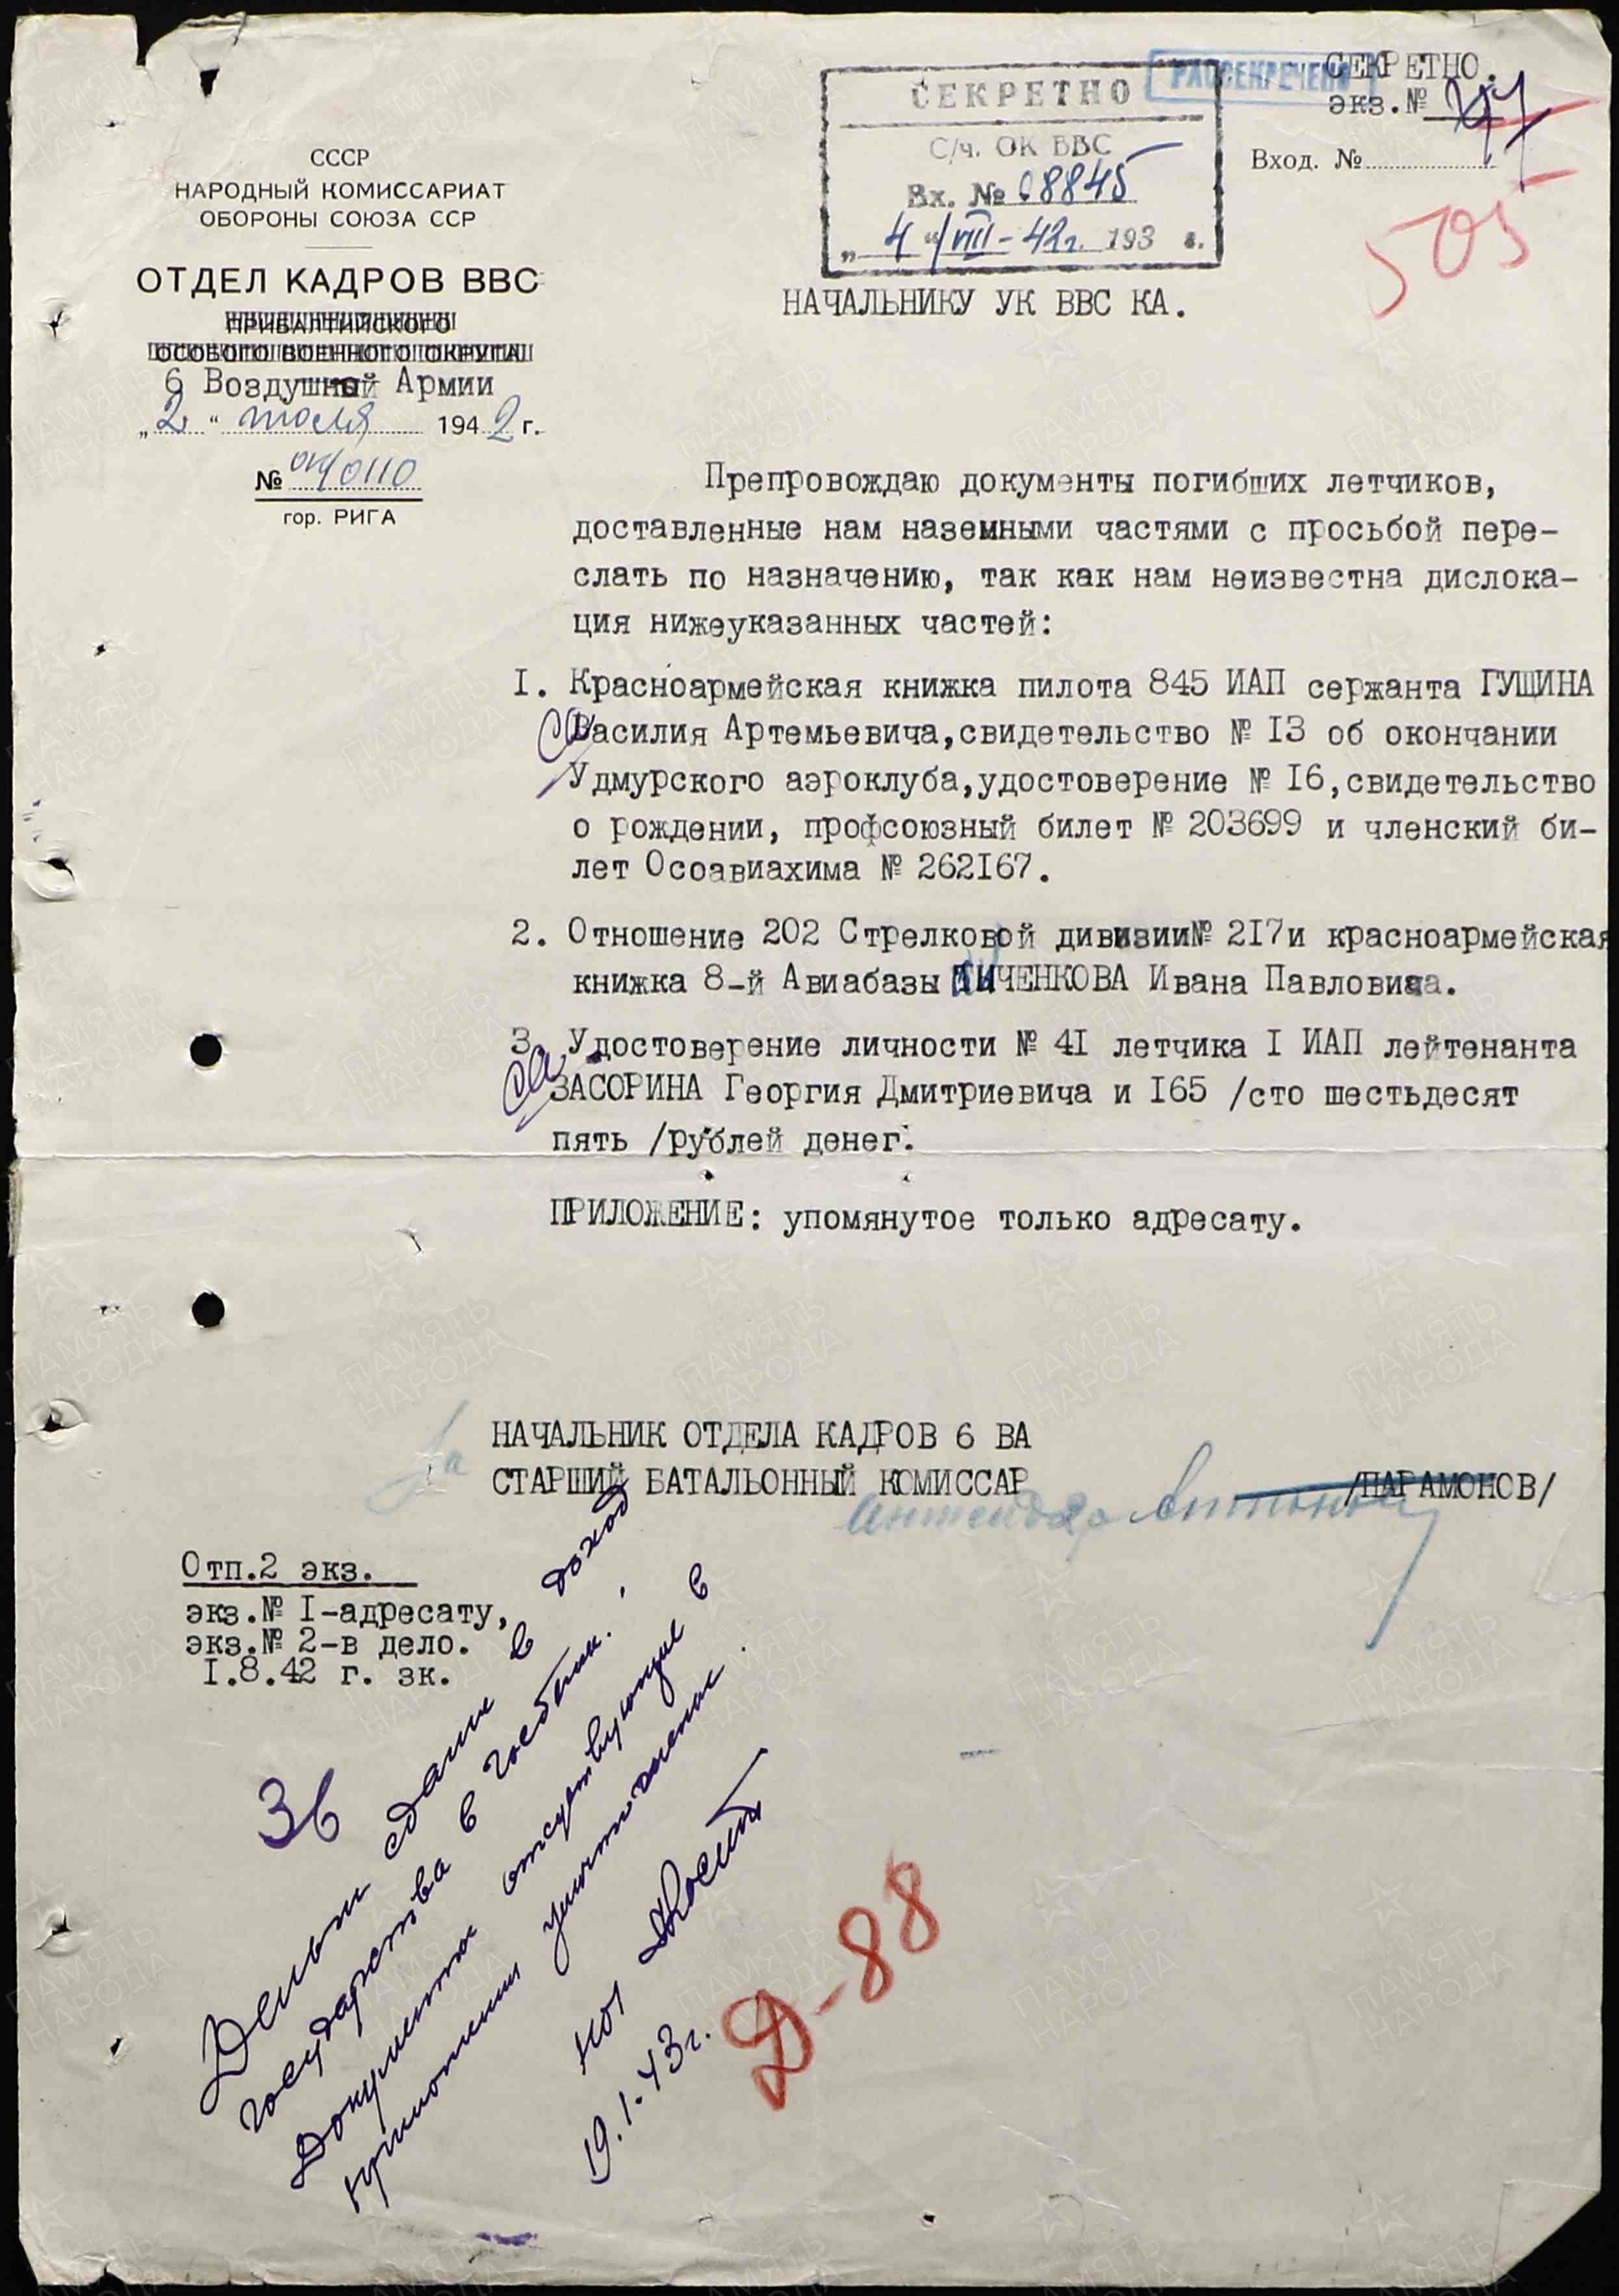 СЕКРЕТНО.
РАССЕКРЕЧЕНО
экз.№
Вход. №
505
СЕКРЕТНО
С/ч. ОК ВВС
Вх. № 08845
„ 4 “ VIII-42г. 193 г.
СССР
НАРОДНЫЙ КОМИССАРИАТ
ОБОРОНЫ СОЮЗА ССР
ОТДЕЛ КАДРОВ ВВС
ПРИБАЛТИЙСКОГО
ОСОБОГО ВОЕННОГО ОКРУГА
6 Воздушной Армии
„2“ июля 1942 г.
№ 0110
гор. РИГА
НАЧАЛЬНИКУ УК ВВС КА.
Препровождаю документы погибших летчиков,
доставленные нам наземными частями с просьбой пере-
слать по назначению, так как нам неизвестна дислока-
ция нижеуказанных частей:
I. Красноармейская книжка пилота 845 ИАП сержанта ГУЩИНА
Василия Артемьевича,свидетельство № I3 об окончании
Удмурского аэроклуба,удостоверение № I6,свидетельство
о рождении, профсоюзный билет № 203699 и членский би-
лет Осоавиахима № 262I67.
2. Отношение 202 Стрелковой дивизии№ 2I7и красноармейская
книжка 8-й Авиабазы ЧЕНКОВА Ивана Павловича.
3. Удостоверение личности № 4I летчика I ИАП лейтенанта
ЗАСОРИНА Георгия Дмитриевича и I65 /сто шестьдесят
пять /рублей денег.
ПРИЛОЖЕНИЕ: упомянутое только адресату.
За
НАЧАЛЬНИК ОТДЕЛА КАДРОВ 6 ВА
СТАРШИЙ БАТАЛЬОННЫЙ КОМИССАР /ПАРАМОНОВ/
Отп.2 экз.
экз.№ I-адресату,
экз.№ 2-в дело.
I.8.42 г. зк.
Деньги сданы в доход
государства в госбанк.
Документы отсутствующие в
приложении уничтожены.
19.1.43г.
Д-88
ПАМЯТЬ
НАРОДА